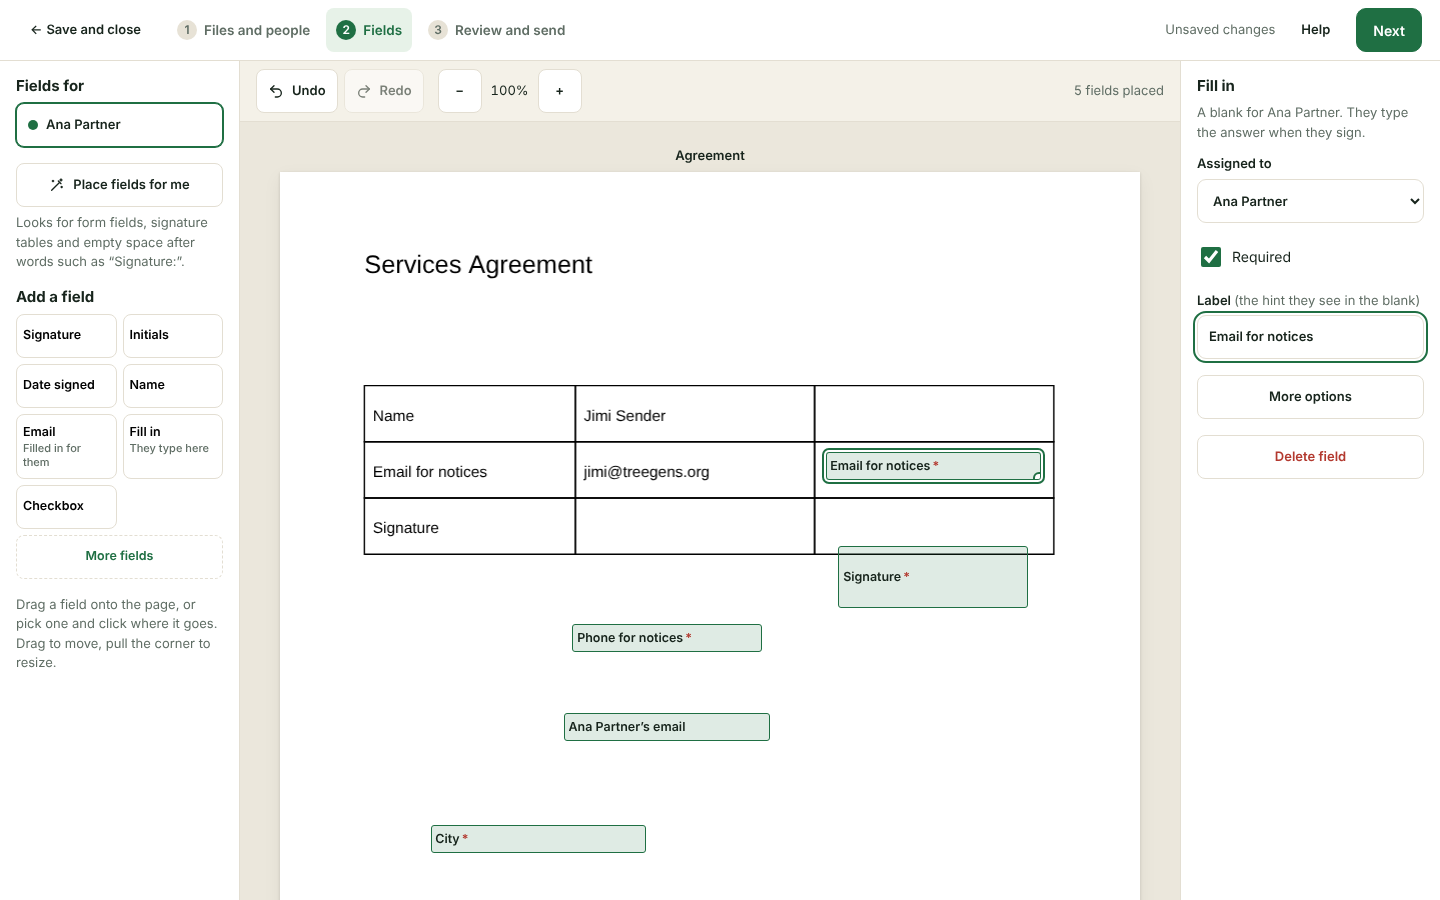 ← Save and close
1 Files and people
2 Fields
3 Review and send
Unsaved changes
Help
Next
Fields for
Ana Partner
Place fields for me
Looks for form fields, signature
tables and empty space after
words such as “Signature:”.
Add a field
Signature
Initials
Date signed
Name
Email
Filled in for
them
Fill in
They type here
Checkbox
More fields
Drag a field onto the page, or
pick one and click where it goes.
Drag to move, pull the corner to
resize.
Undo
Redo
−
100%
+
5 fields placed
Agreement
Services Agreement
Name
Jimi Sender
Email for notices
jimi@treegens.org
Email for notices *
Signature
Signature *
Phone for notices *
Ana Partner’s email
City *
Fill in
A blank for Ana Partner. They type
the answer when they sign.
Assigned to
Ana Partner
Required
Label (the hint they see in the blank)
Email for notices
More options
Delete field